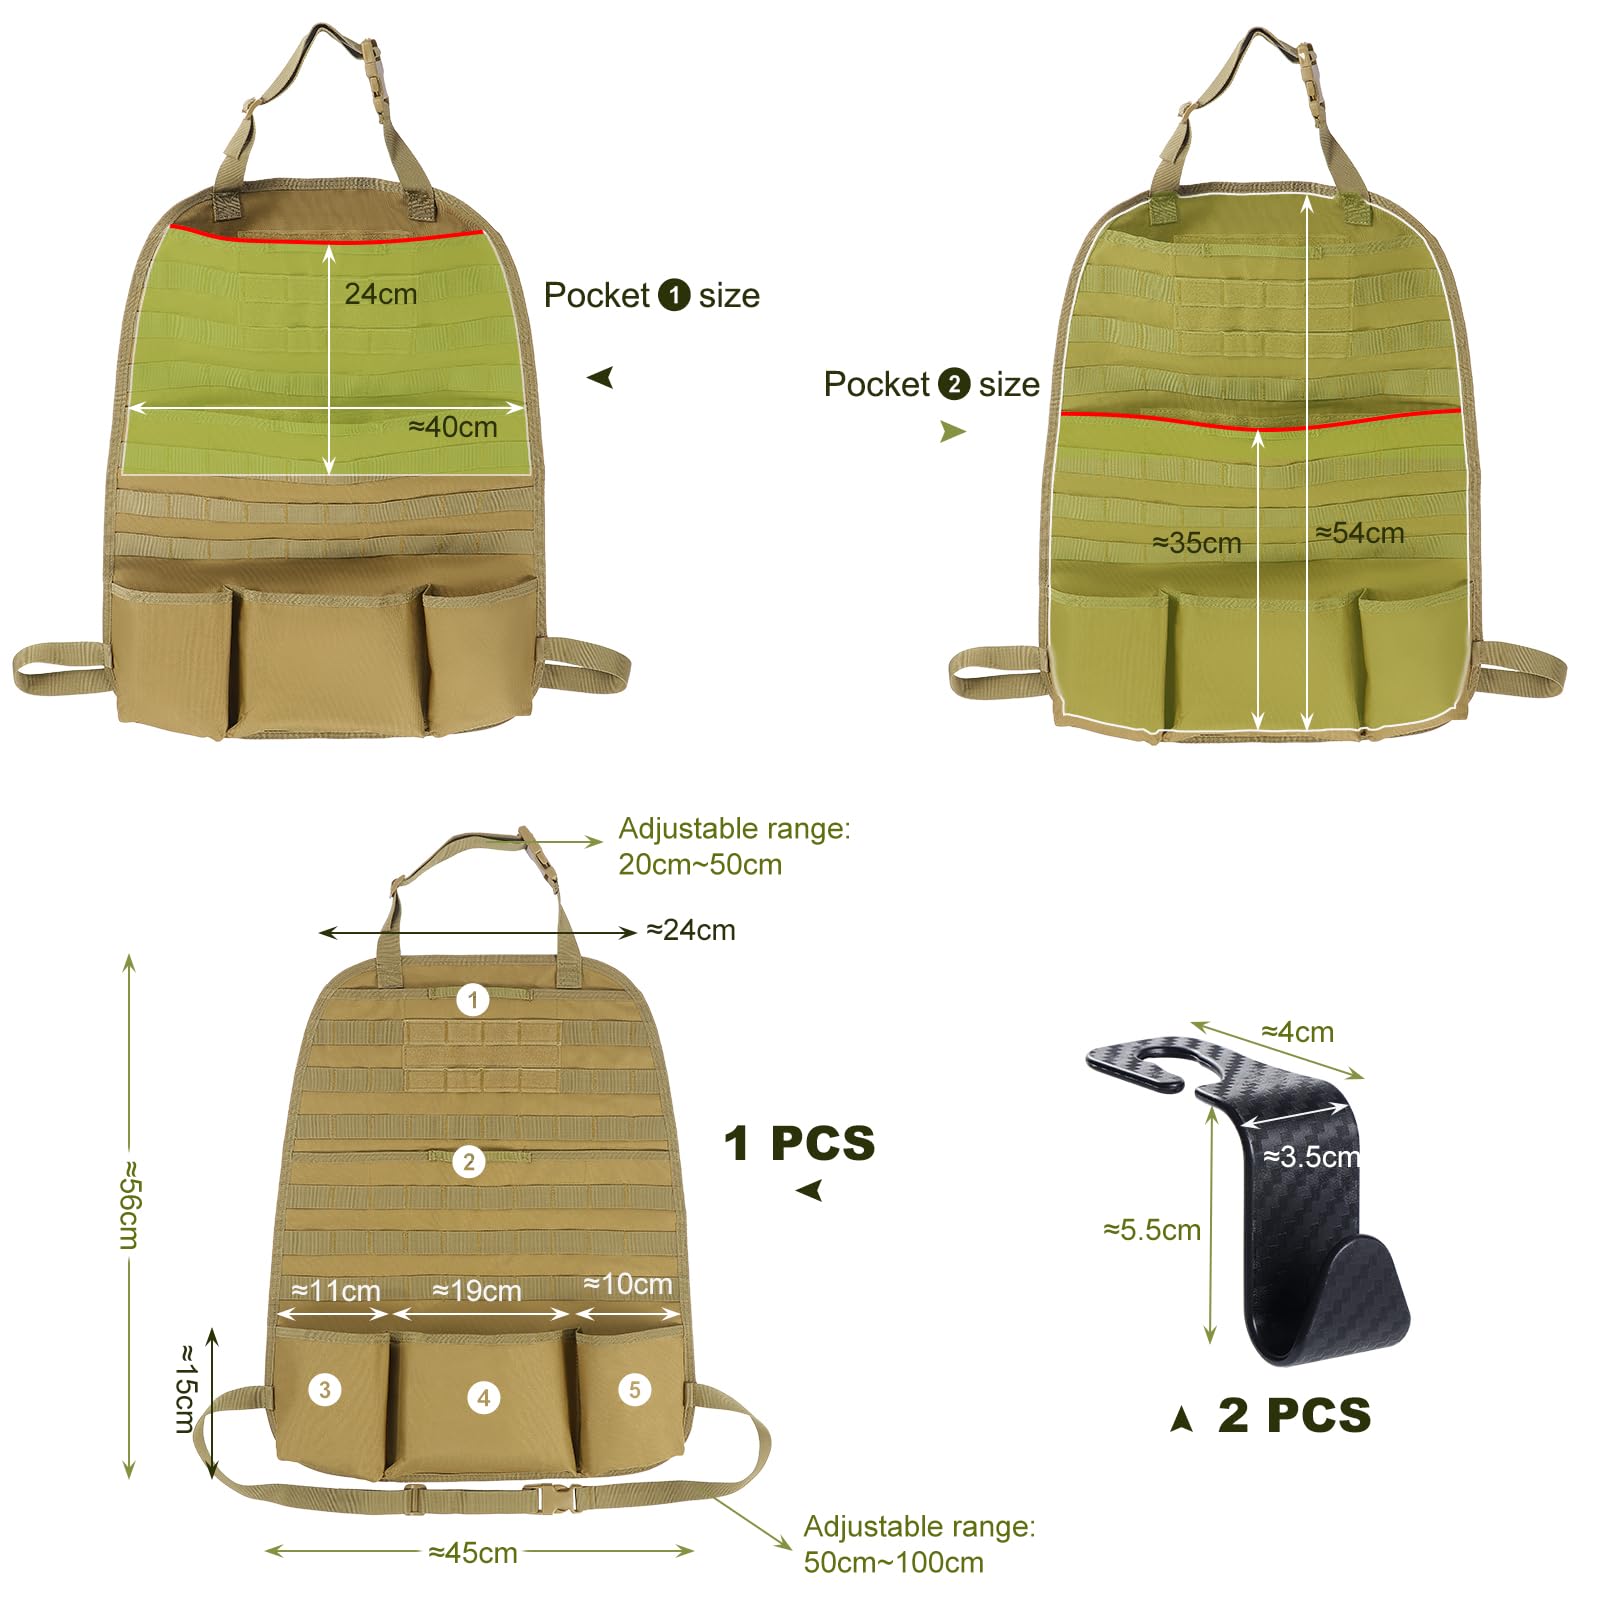 24cm
≈40cm
Pocket 1 size
Pocket 2 size
≈35cm
≈54cm
Adjustable range:
20cm~50cm
≈24cm
≈56cm
1
2
≈11cm
≈19cm
≈10cm
≈15cm
3
4
5
1 PCS
≈45cm
Adjustable range:
50cm~100cm
≈4cm
≈3.5cm
≈5.5cm
2 PCS